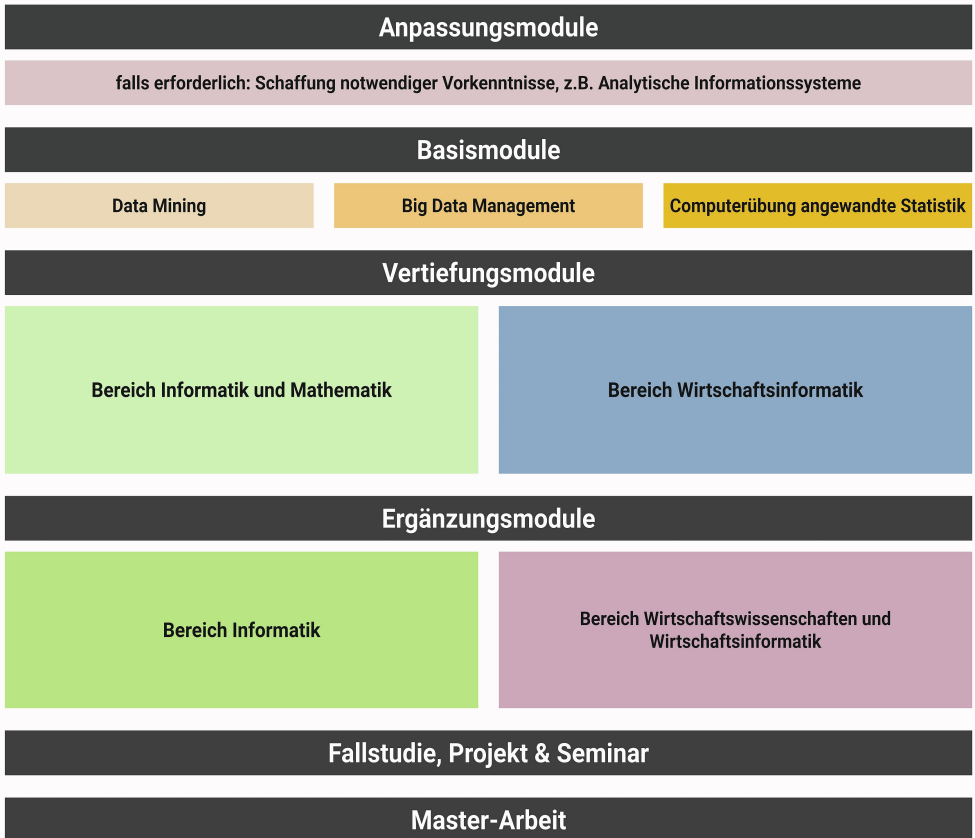 Anpassungsmodule
falls erforderlich: Schaffung notwendiger Vorkenntnisse, z.B. Analytische Informationssysteme
Basismodule
Data Mining
Big Data Management
Computerübung angewandte Statistik
Vertiefungsmodule
Bereich Informatik und Mathematik
Bereich Wirtschaftsinformatik
Ergänzungsmodule
Bereich Informatik
Bereich Wirtschaftswissenschaften und
Wirtschaftsinformatik
Fallstudie, Projekt & Seminar
Master-Arbeit